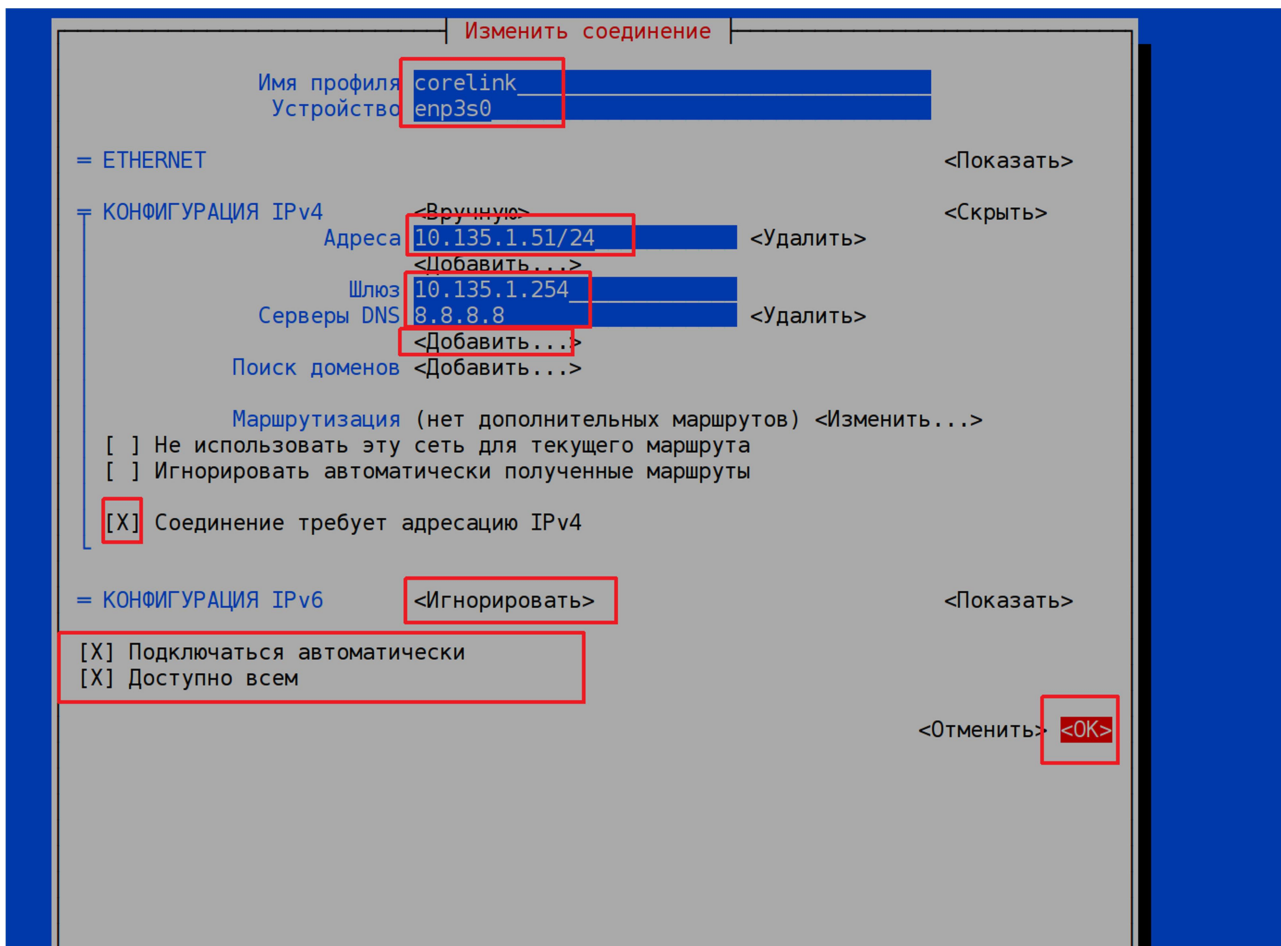 Изменить соединение
Имя профиля corelink
Устройство enp3s0
= ETHERNET <Показать>
= КОНФИГУРАЦИЯ IPv4 <Вручную> <Скрыть>
Адреса 10.135.1.51/24 <Удалить>
<Добавить...>
Шлюз 10.135.1.254
Серверы DNS 8.8.8.8 <Удалить>
<Добавить...>
Поиск доменов <Добавить...>
Маршрутизация (нет дополнительных маршрутов) <Изменить...>
[ ] Не использовать эту сеть для текущего маршрута
[ ] Игнорировать автоматически полученные маршруты
[X] Соединение требует адресацию IPv4
= КОНФИГУРАЦИЯ IPv6 <Игнорировать> <Показать>
[X] Подключаться автоматически
[X] Доступно всем
<Отменить> <OK>